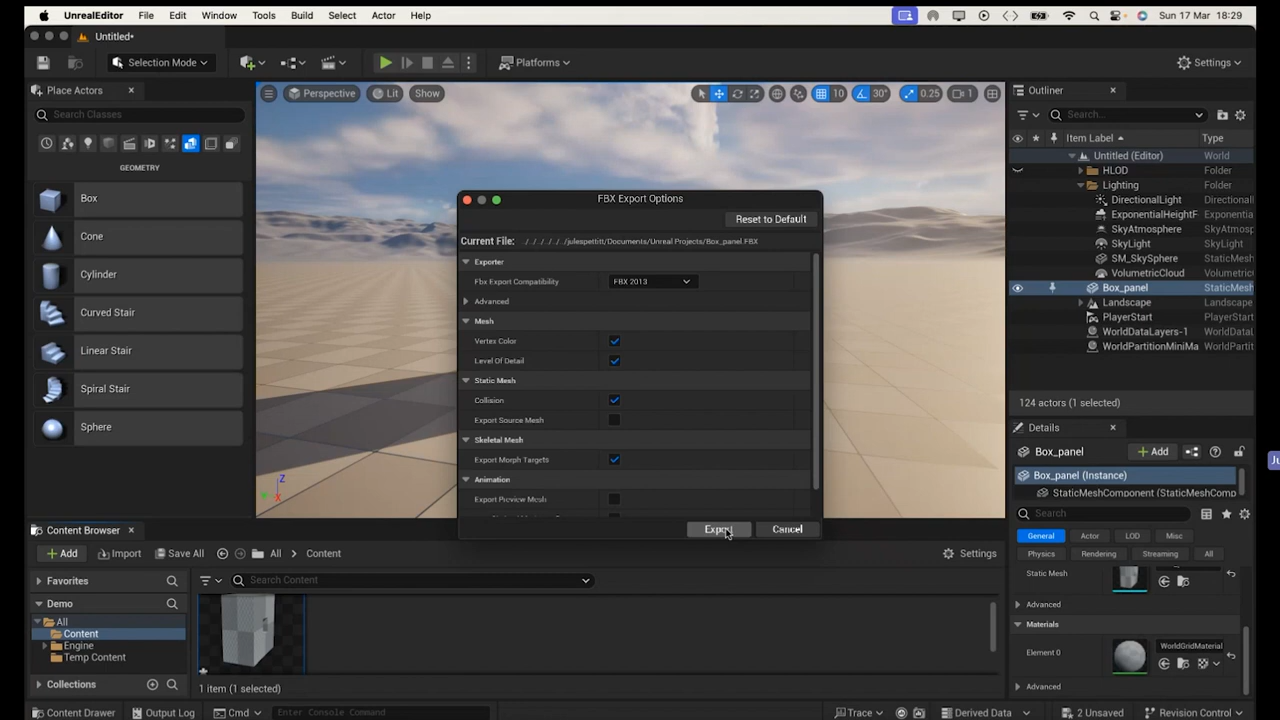 UnrealEditor File Edit Window Tools Build Select Actor Help Sun 17 Mar 18:29
Untitled*
Selection Mode Platforms Settings
Place Actors
Search Classes
GEOMETRY
Box
Cone
Cylinder
Curved Stair
Linear Stair
Spiral Stair
Sphere
Perspective Lit Show 10 30° 0.25 1
FBX Export Options
Reset to Default
Current File: ./../../../../../julespettitt/Documents/Unreal Projects/Box_panel.FBX
Exporter
Fbx Export Compatibility FBX 2013
Advanced
Mesh
Vertex Color
Level Of Detail
Static Mesh
Collision
Export Source Mesh
Skeletal Mesh
Export Morph Targets
Animation
Export Preview Mesh
Export Cancel
Outliner
Search...
Item Label Type
Untitled (Editor) World
HLOD Folder
Lighting Folder
DirectionalLight DirectionalLig
ExponentialHeightF Exponential
SkyAtmosphere SkyAtmosph
SkyLight SkyLight
SM_SkySphere StaticMesh
VolumetricCloud Volumetric
Box_panel StaticMesh
Landscape Landscape
PlayerStart PlayerStart
WorldDataLayers-1 WorldDataL
WorldPartitionMiniMa WorldPartit
124 actors (1 selected)
Details
Box_panel Add
Box_panel (Instance)
StaticMeshComponent (StaticMeshComp
Search
General Actor LOD Misc
Physics Rendering Streaming All
Static Mesh
Advanced
Materials
Element 0 WorldGridMaterial
Advanced
Content Browser
Add Import Save All All Content Settings
Favorites
Demo
All
Content
Engine
Temp Content
Collections
Search Content
1 item (1 selected)
Content Drawer Output Log Cmd Enter Console Command Trace Derived Data 2 Unsaved Revision Control
Ju